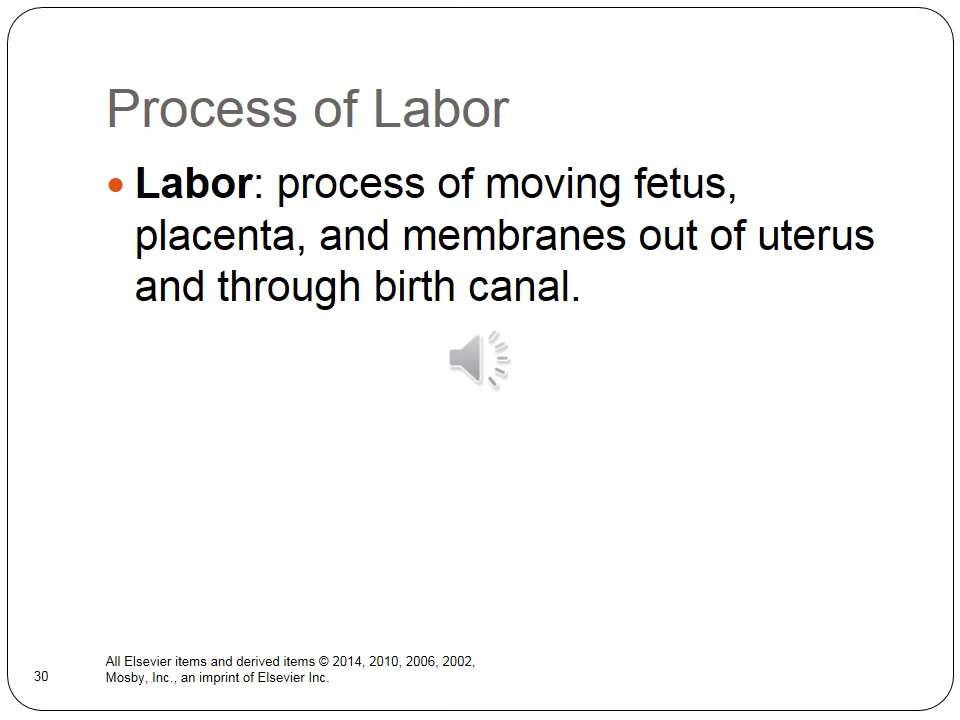 Process of Labor
Labor: process of moving fetus,
placenta, and membranes out of uterus
and through birth canal.
All Elsevier items and derived items © 2014, 2010, 2006, 2002,
Mosby, Inc., an imprint of Elsevier Inc.
30